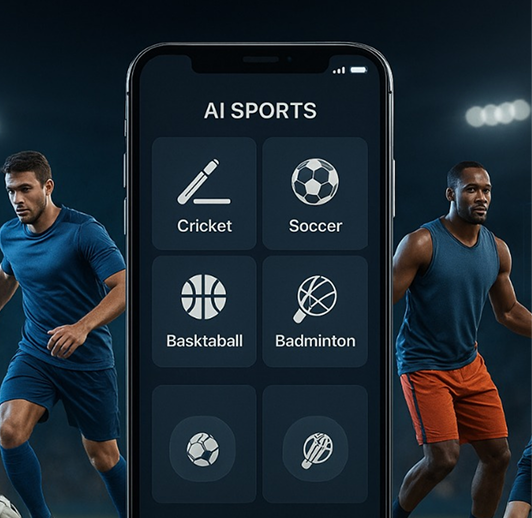 AI SPORTS
Cricket
Soccer
Basktaball
Badminton